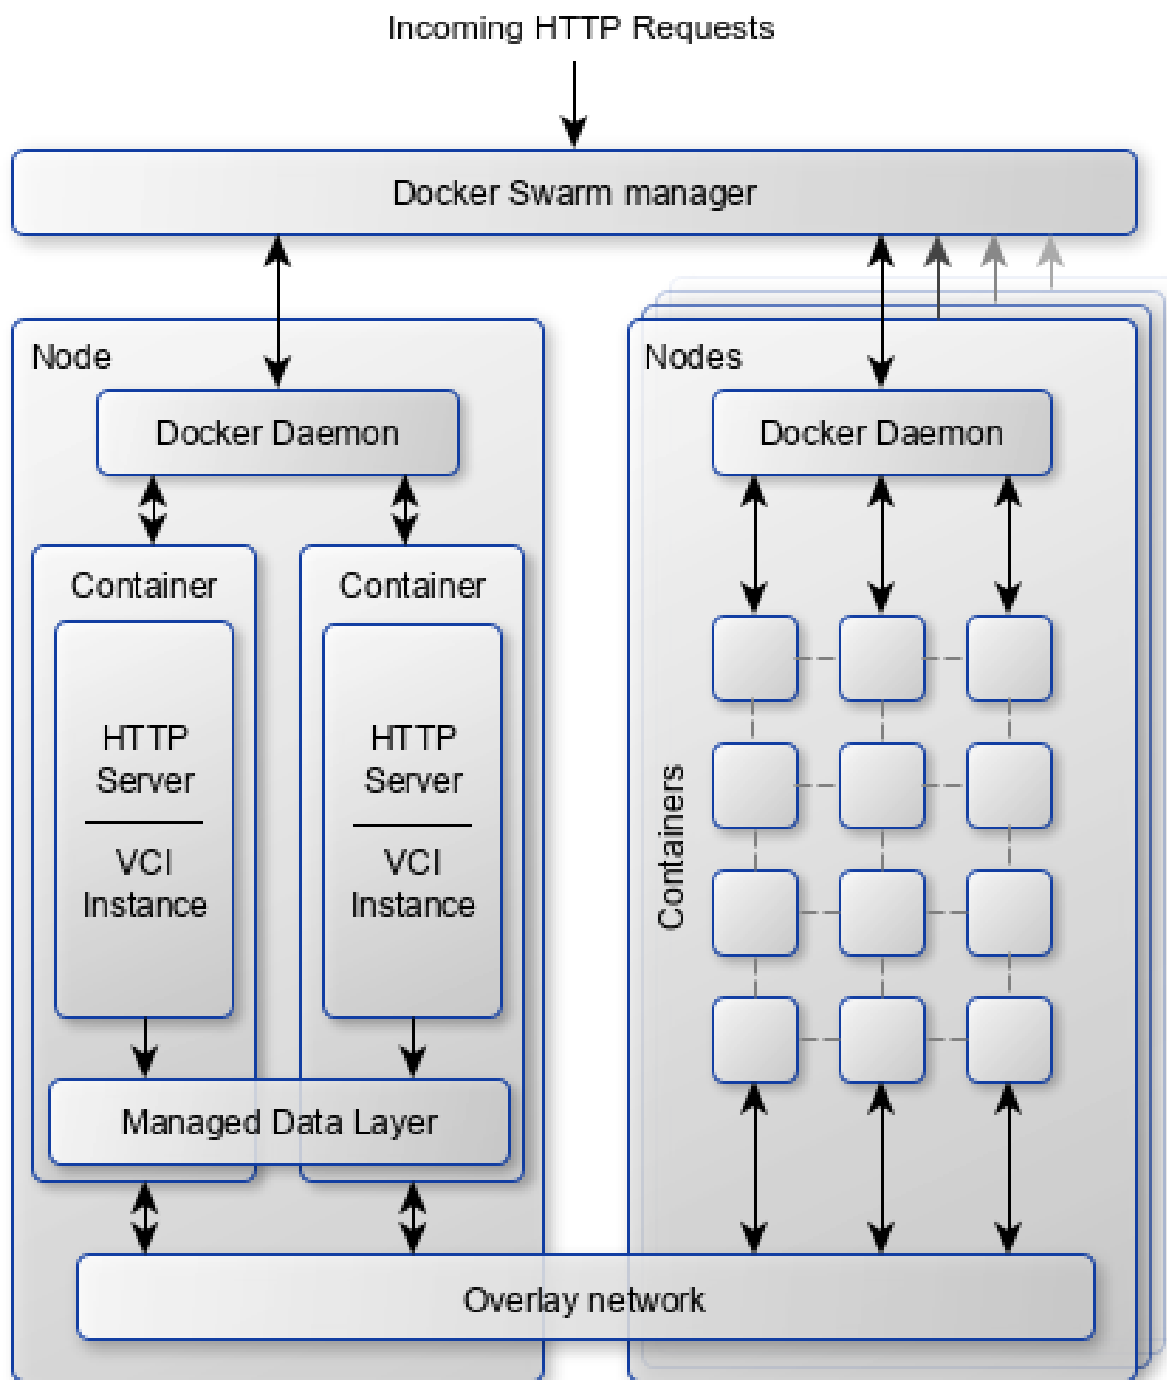 Incoming HTTP Requests
Docker Swarm manager
Node
Docker Daemon
Container
HTTP
Server
VCI
Instance
Container
HTTP
Server
VCI
Instance
Managed Data Layer
Nodes
Docker Daemon
Containers
Overlay network